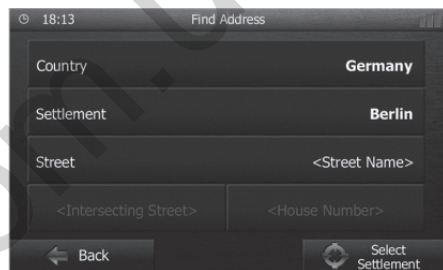 18:13 Find Address
Country Germany
Settlement Berlin
Street <Street Name>
<Intersecting Street> <House Number>
Back Select
Settlement